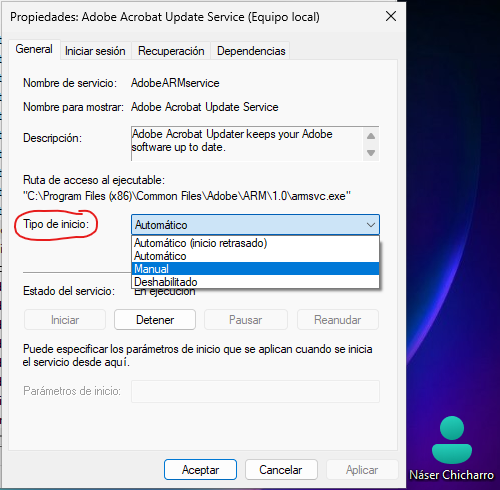 Propiedades: Adobe Acrobat Update Service (Equipo local)
General
Iniciar sesión
Recuperación
Dependencias
Nombre de servicio: AdobeARMservice
Nombre para mostrar: Adobe Acrobat Update Service
Descripción: Adobe Acrobat Updater keeps your Adobe
software up to date.
Ruta de acceso al ejecutable:
"C:\Program Files (x86)\Common Files\Adobe\ARM\1.0\armsvc.exe"
Tipo de inicio: Automático
Automático (inicio retrasado)
Automático
Manual
Deshabilitado
Estado del servicio: En ejecución
Iniciar
Detener
Pausar
Reanudar
Puede especificar los parámetros de inicio que se aplican cuando se inicia
el servicio desde aquí.
Parámetros de inicio:
Aceptar
Cancelar
Aplicar
Náser Chicharro